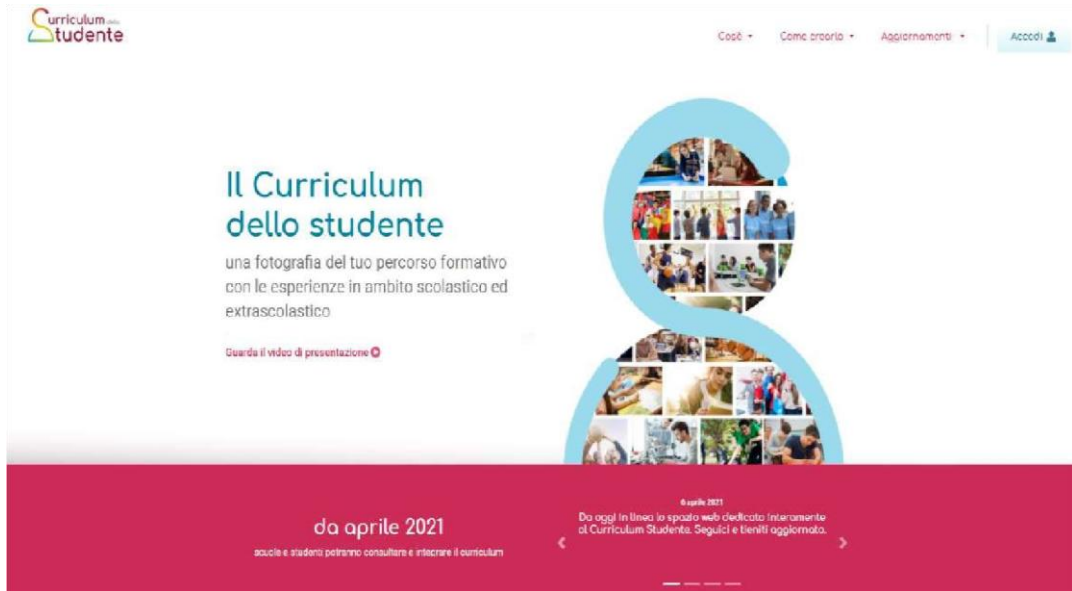 Curriculum dello
Studente
Cos'è
Come crearlo
Aggiornamenti
Accedi
Il Curriculum
dello studente
una fotografia del tuo percorso formativo
con le esperienze in ambito scolastico ed
extrascolastico
Guarda il video di presentazione
da aprile 2021
scuole e studenti potranno consultare e integrare il curriculum
6 aprile 2021
Da oggi in linea lo spazio web dedicato interamente
al Curriculum Studente. Seguici e tieniti aggiornato.